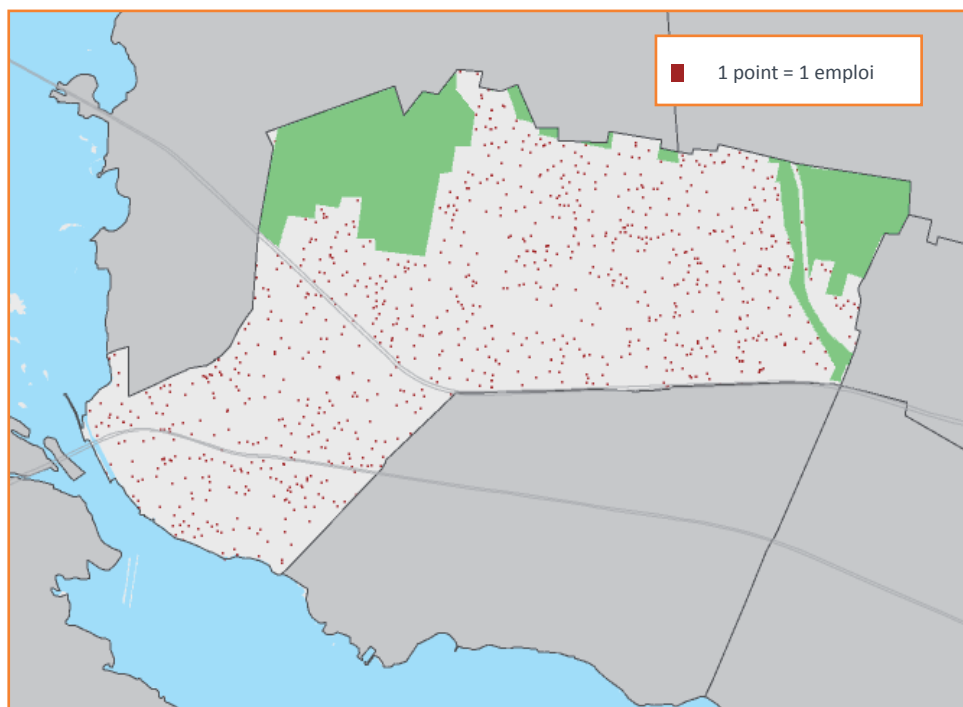 1 point = 1 emploi